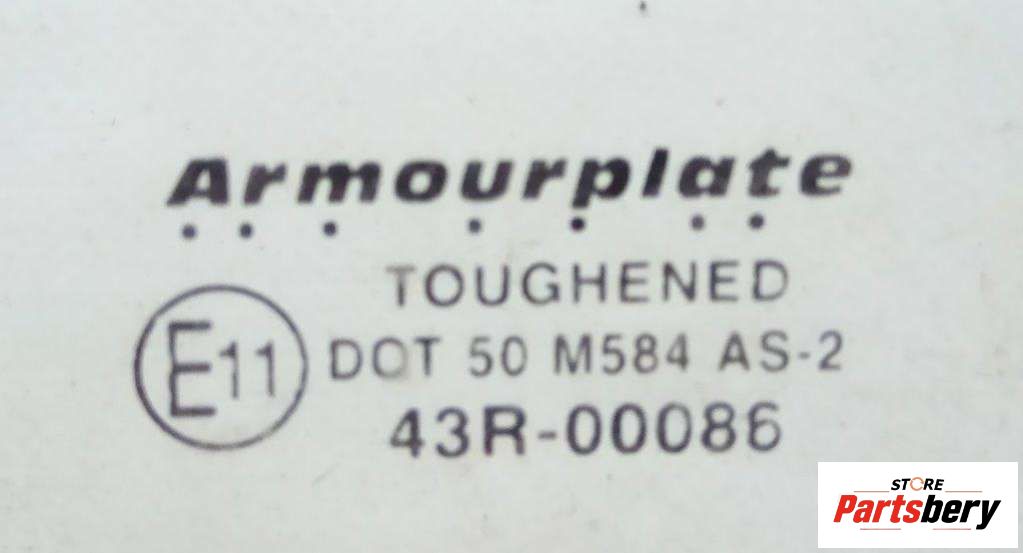 Armourplate
TOUGHENED
E11
DOT 50 M584 AS-2
43R-00086
STORE
Partsbery